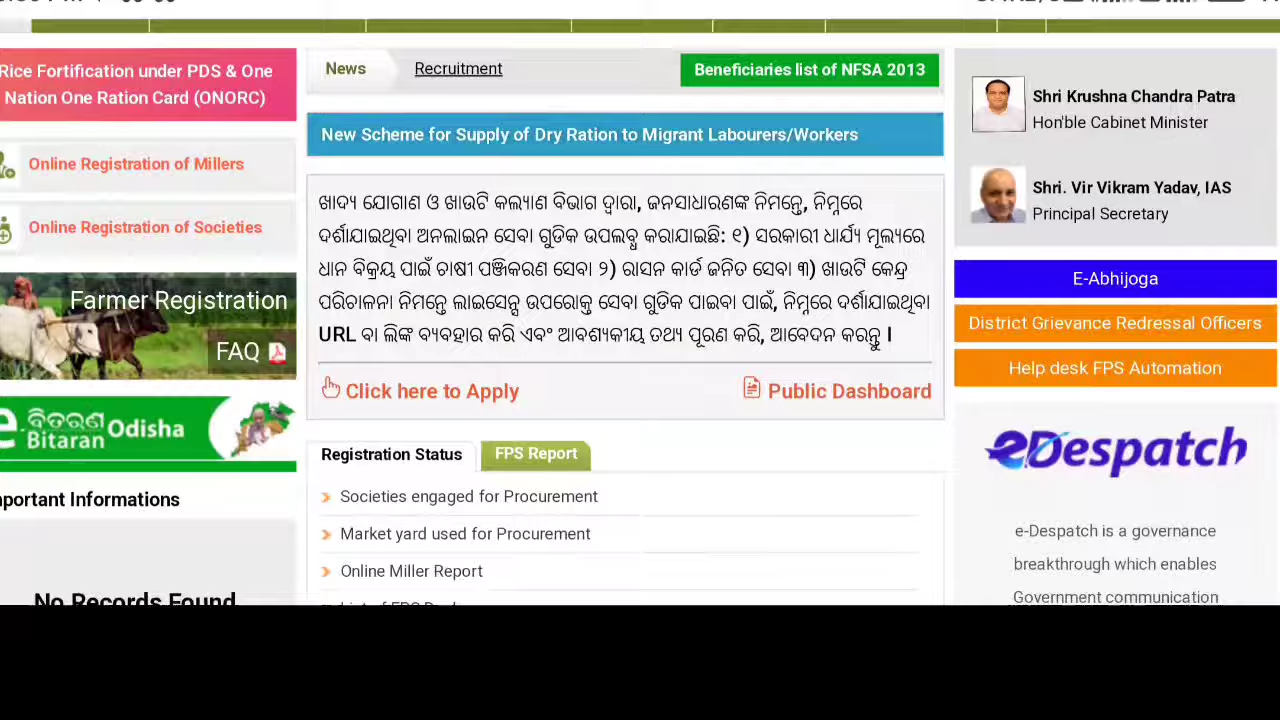 Rice Fortification under PDS & One
Nation One Ration Card (ONORC)
Online Registration of Millers
Online Registration of Societies
Farmer Registration
FAQ
e-ବିତରଣ
Bitaran Odisha
portant Informations
No Records Found
News
Recruitment
Beneficiaries list of NFSA 2013
New Scheme for Supply of Dry Ration to Migrant Labourers/Workers
ଖାଦ୍ୟ ଯୋଗାଣ ଓ ଖାଉଟି କଲ୍ୟାଣ ବିଭାଗ ଦ୍ୱାରା, ଜନସାଧାରଣଙ୍କ ନିମନ୍ତେ, ନିମ୍ନରେ
ଦର୍ଶାଯାଇଥିବା ଅନଲାଇନ ସେବା ଗୁଡିକ ଉପଲବ୍ଧ କରାଯାଇଛି: ୧) ସରକାରୀ ଧାର୍ଯ୍ୟ ମୂଲ୍ୟରେ
ଧାନ ବିକ୍ରୟ ପାଇଁ ଚାଷୀ ପଞ୍ଜିକରଣ ସେବା ୨) ରାସନ କାର୍ଡ ଜନିତ ସେବା ୩) ଖାଉଟି କେନ୍ଦ୍ର
ପରିଚାଳନା ନିମନ୍ତେ ଲାଇସେନ୍ସ ଉପରୋକ୍ତ ସେବା ଗୁଡିକ ପାଇବା ପାଇଁ, ନିମ୍ନରେ ଦର୍ଶାଯାଇଥିବା
URL ବା ଲିଙ୍କ ବ୍ୟବହାର କରି ଏବଂ ଆବଶ୍ୟକୀୟ ତଥ୍ୟ ପୂରଣ କରି, ଆବେଦନ କରନ୍ତୁ ।
Click here to Apply
Public Dashboard
Registration Status
FPS Report
Societies engaged for Procurement
Market yard used for Procurement
Online Miller Report
Shri Krushna Chandra Patra
Hon'ble Cabinet Minister
Shri. Vir Vikram Yadav, IAS
Principal Secretary
E-Abhijoga
District Grievance Redressal Officers
Help desk FPS Automation
eDespatch
e-Despatch is a governance
breakthrough which enables
Government communication